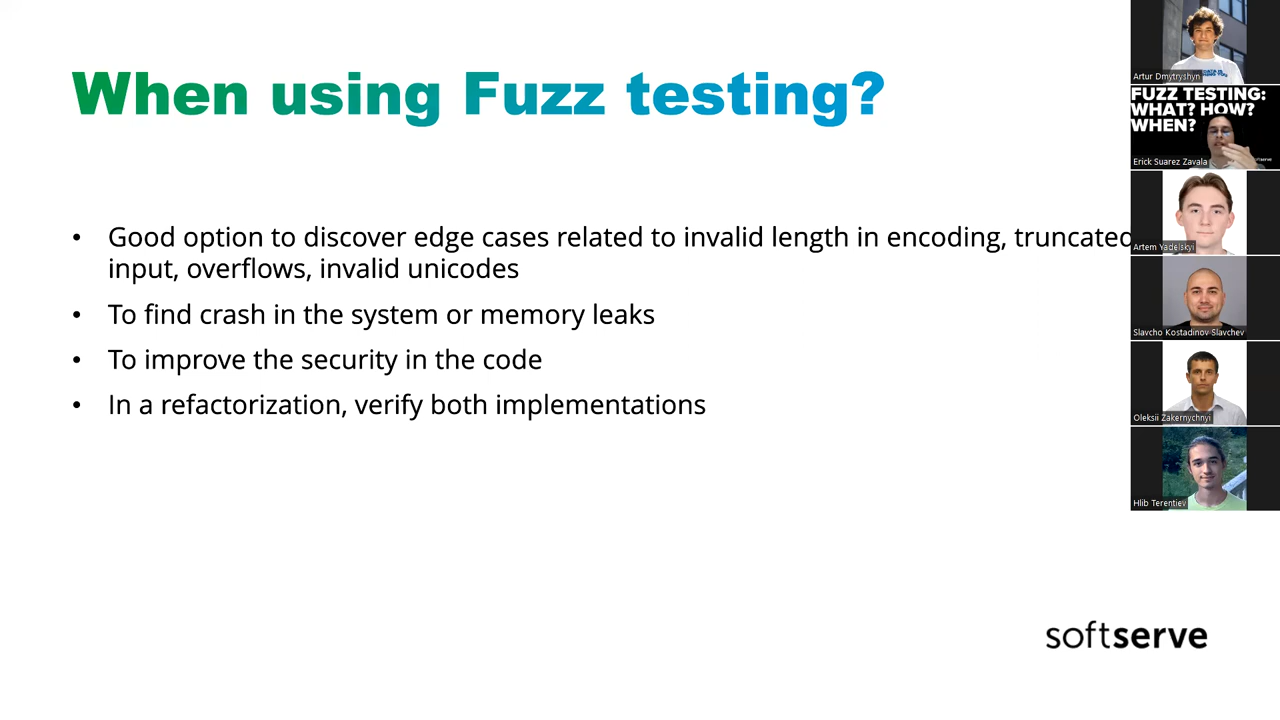 When using Fuzz testing?
• Good option to discover edge cases related to invalid length in encoding, truncated
input, overflows, invalid unicodes
• To find crash in the system or memory leaks
• To improve the security in the code
• In a refactorization, verify both implementations
softserve
Artur Dmytryshyn
FUZZ TESTING:
WHAT? HOW?
WHEN?
Erick Suarez Zavala
Artem Yadelskyi
Slavcho Kostadinov Slavchev
Oleksii Zakernychnyi
Hlib Terentiev